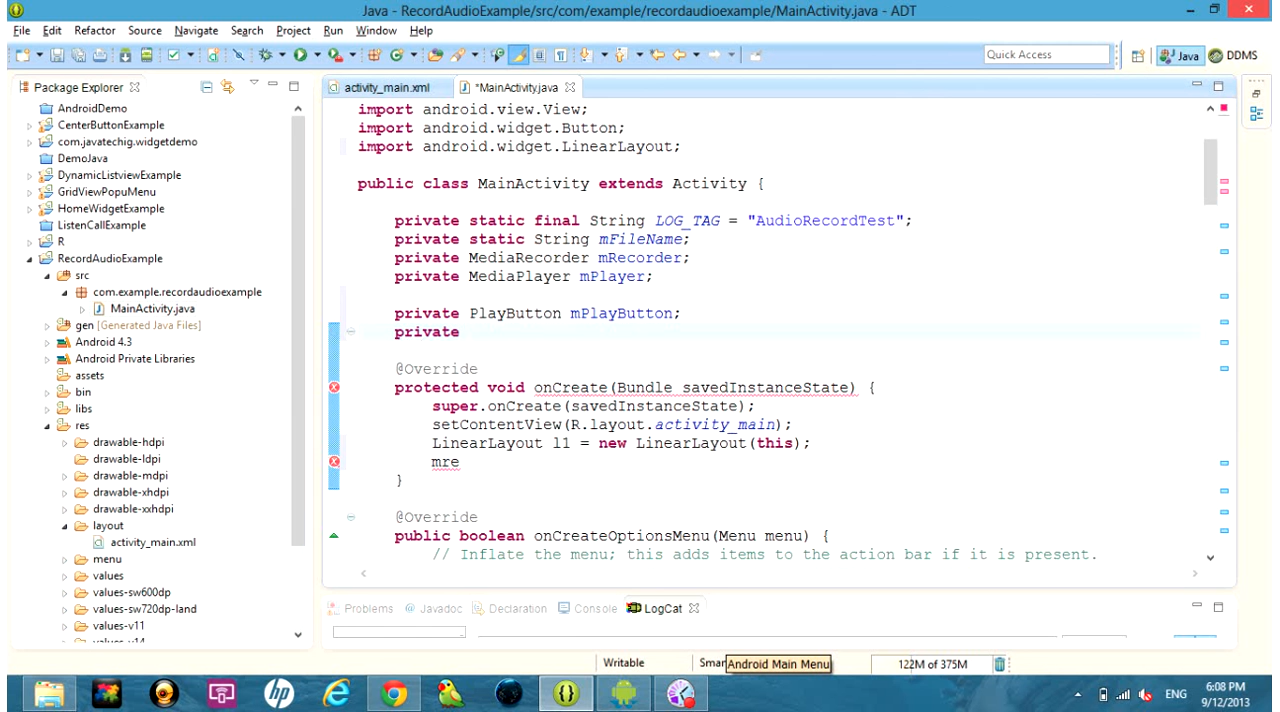 Java - RecordAudioExample/src/com/example/recordaudioexample/MainActivity.java - ADT
File Edit Refactor Source Navigate Search Project Run Window Help
Quick Access Java DDMS
Package Explorer
activity_main.xml *MainActivity.java
AndroidDemo
CenterButtonExample
com.javatechig.widgetdemo
DemoJava
DynamicListviewExample
GridViewPopuMenu
HomeWidgetExample
ListenCallExample
R
RecordAudioExample
src
com.example.recordaudioexample
MainActivity.java
gen [Generated Java Files]
Android 4.3
Android Private Libraries
assets
bin
libs
res
drawable-hdpi
drawable-ldpi
drawable-mdpi
drawable-xhdpi
drawable-xxhdpi
layout
activity_main.xml
menu
values
values-sw600dp
values-sw720dp-land
values-v11
values-v14
import android.view.View;
import android.widget.Button;
import android.widget.LinearLayout;
public class MainActivity extends Activity {
private static final String LOG_TAG = "AudioRecordTest";
private static String mFileName;
private MediaRecorder mRecorder;
private MediaPlayer mPlayer;
private PlayButton mPlayButton;
private
@Override
protected void onCreate(Bundle savedInstanceState) {
super.onCreate(savedInstanceState);
setContentView(R.layout.activity_main);
LinearLayout l1 = new LinearLayout(this);
mre
}
@Override
public boolean onCreateOptionsMenu(Menu menu) {
// Inflate the menu; this adds items to the action bar if it is present.
Problems @ Javadoc Declaration Console LogCat
Writable Smar Android Main Menu 122M of 375M
ENG
6:08 PM
9/12/2013